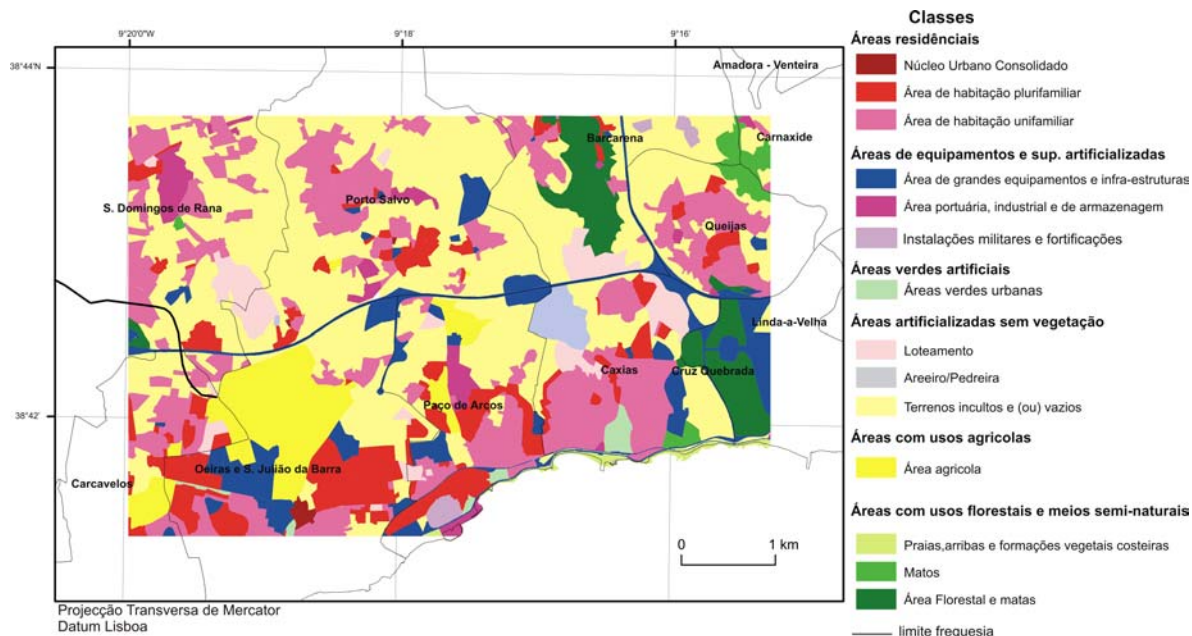 9°20'0"W
9°18
9°16
38°44'N
38°42'
Amadora - Venteira
Carnaxide
Barcarena
S. Domingos de Rana
Porto Salvo
Queijas
Linda-a-Velha
Caxias
Cruz Quebrada
Paço de Arcos
Oeiras e S. Julião da Barra
Carcavelos
0 1 km
Projecção Transversa de Mercator
Datum Lisboa
Classes
Áreas residênciais
Núcleo Urbano Consolidado
Área de habitação plurifamiliar
Área de habitação unifamiliar
Áreas de equipamentos e sup. artificializadas
Área de grandes equipamentos e infra-estruturas
Área portuária, industrial e de armazenagem
Instalações militares e fortificações
Áreas verdes artificiais
Áreas verdes urbanas
Áreas artificializadas sem vegetação
Loteamento
Areeiro/Pedreira
Terrenos incultos e (ou) vazios
Áreas com usos agricolas
Área agricola
Áreas com usos florestais e meios semi-naturais
Praias,arribas e formações vegetais costeiras
Matos
Área Florestal e matas
limite freguesia